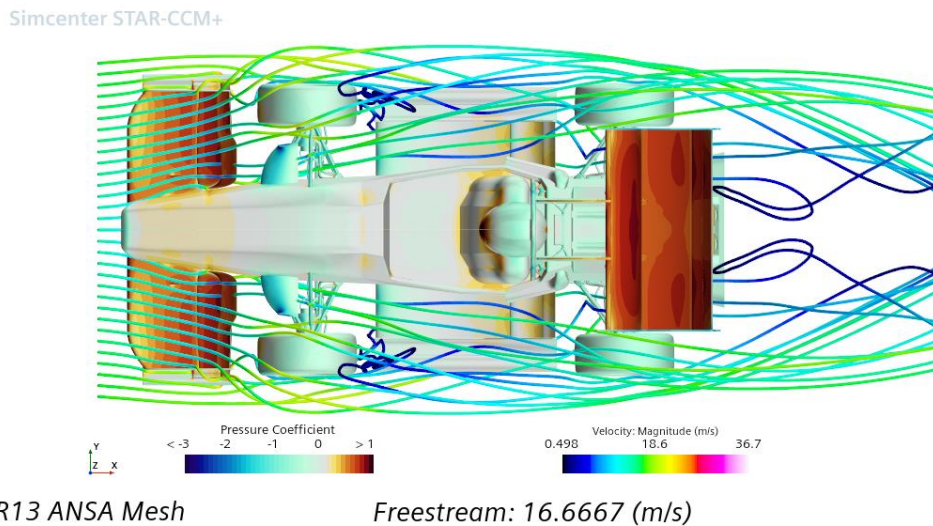 Simcenter STAR-CCM+
Pressure Coefficient
< -3 -2 -1 0 > 1
Velocity: Magnitude (m/s)
0.498 18.6 36.7
Y
Z X
R13 ANSA Mesh
Freestream: 16.6667 (m/s)